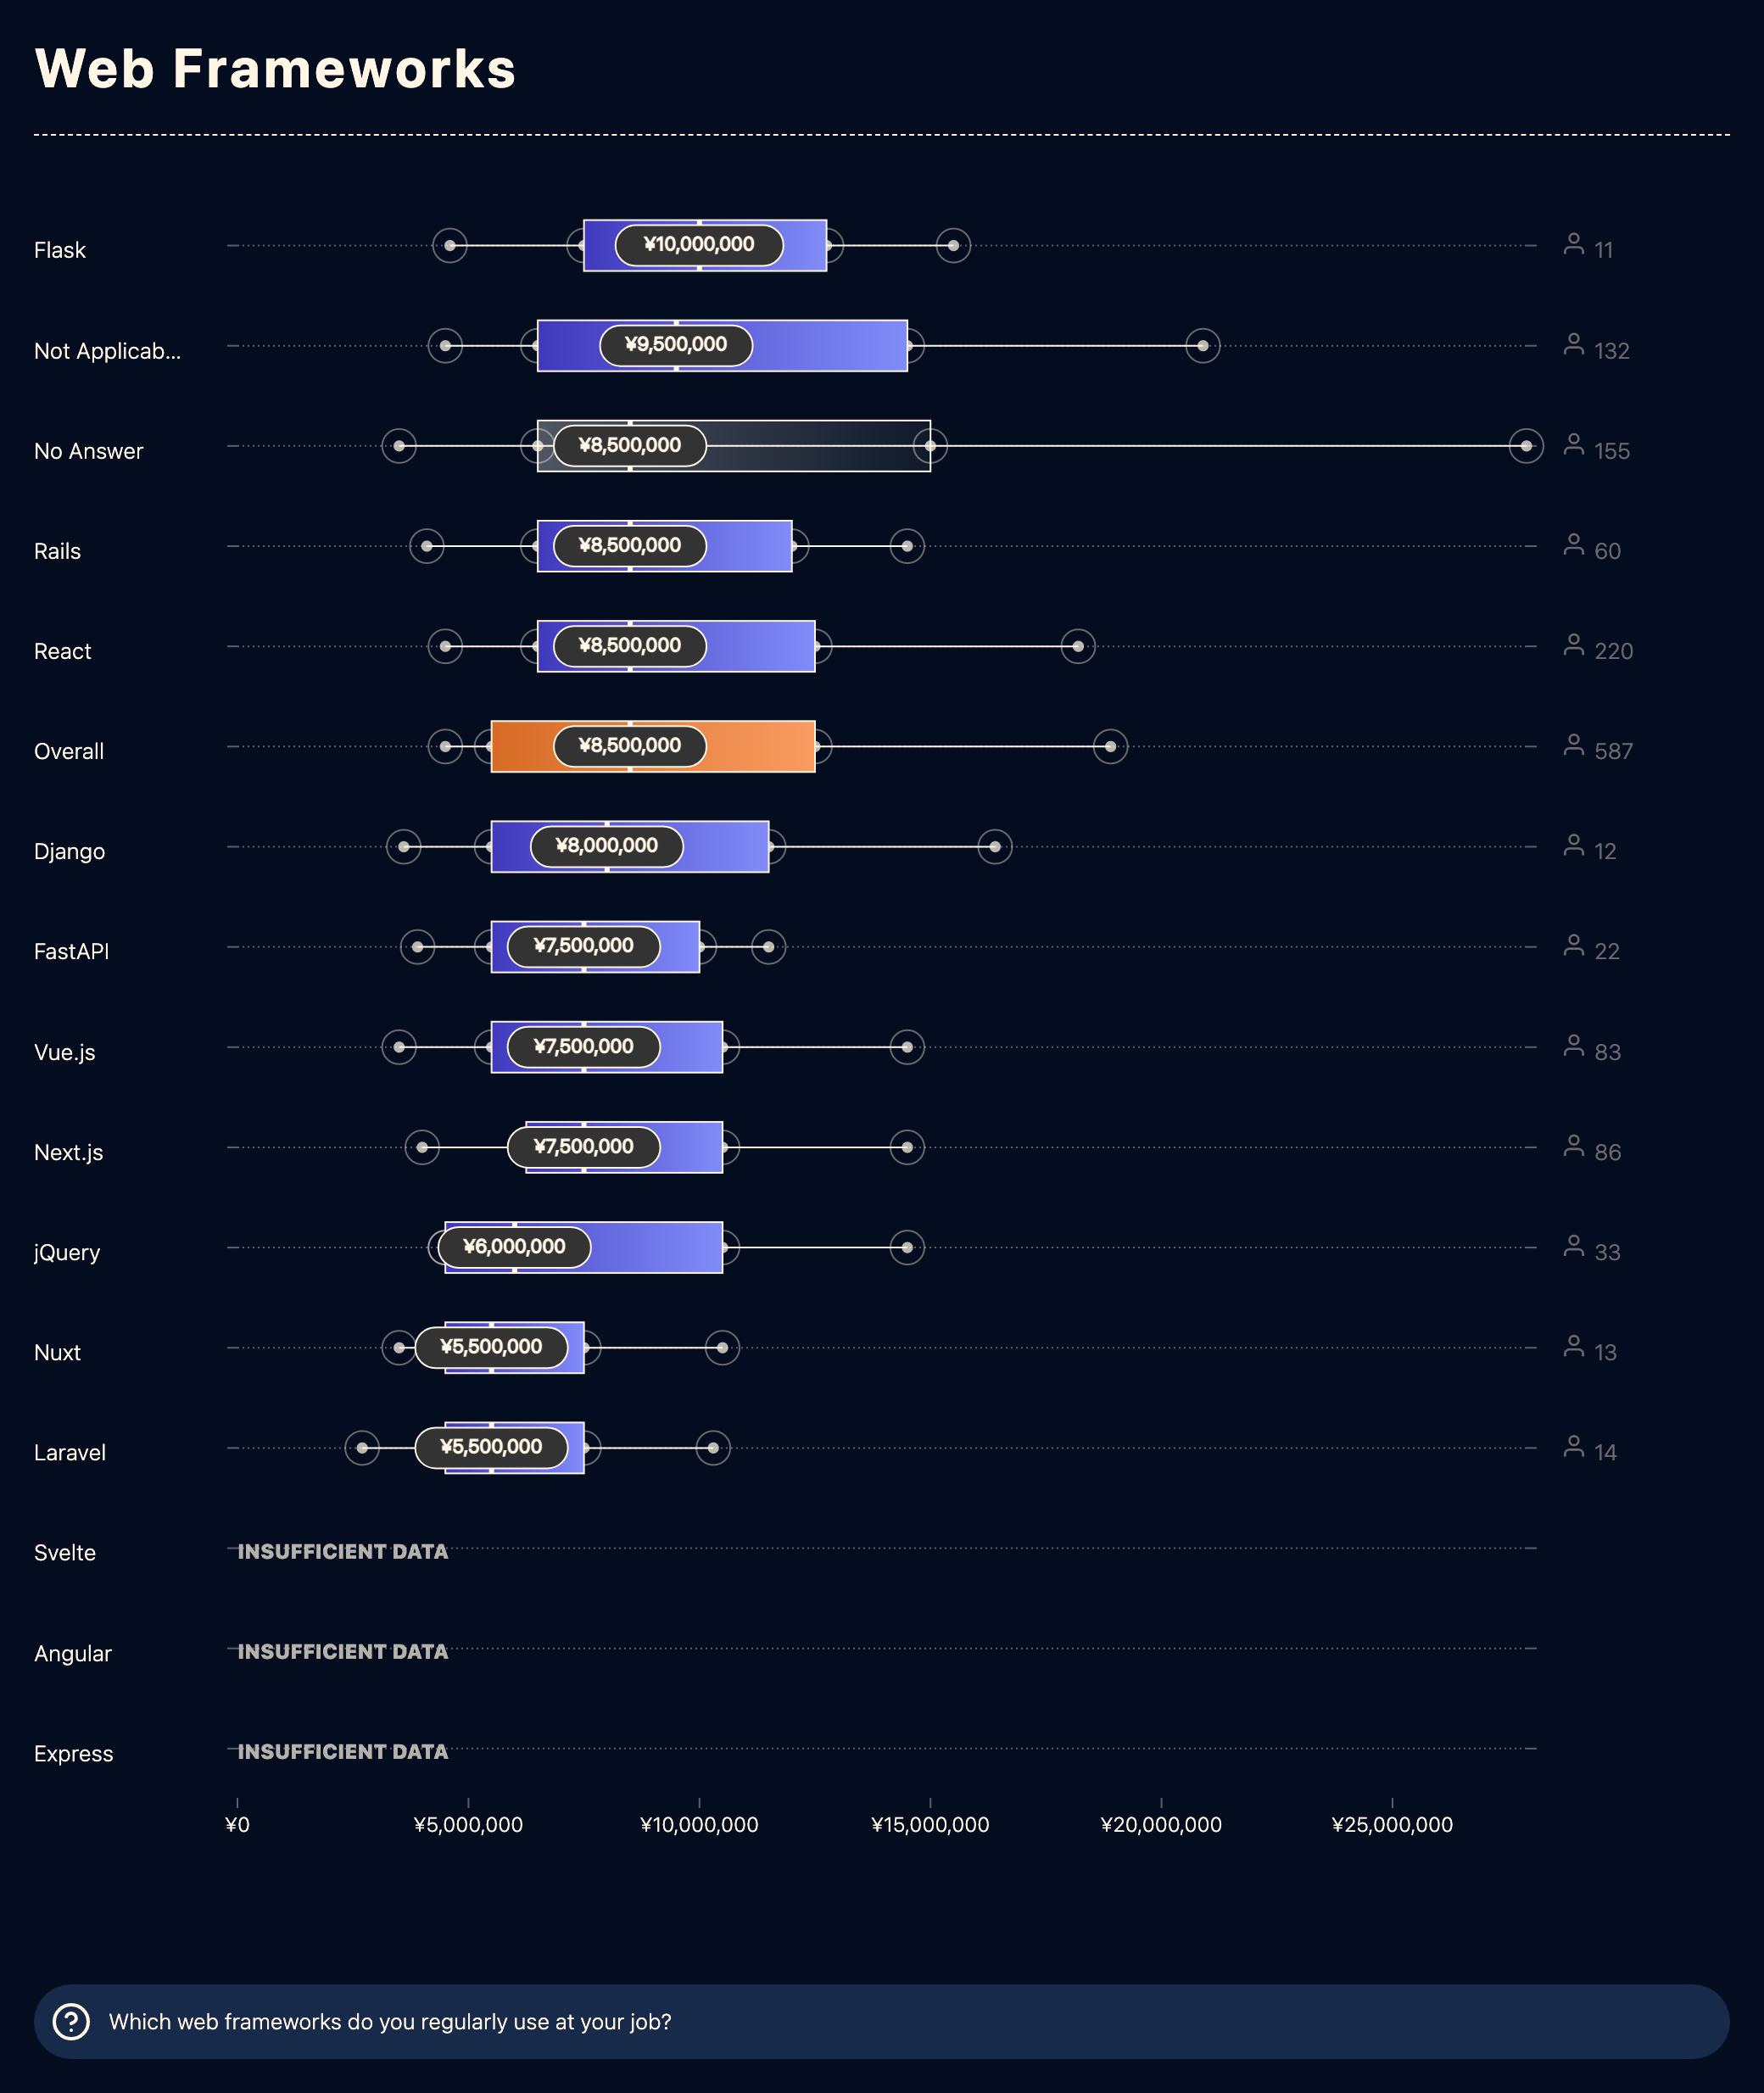 Web Frameworks
Flask ¥10,000,000 11
Not Applicab... ¥9,500,000 132
No Answer ¥8,500,000 155
Rails ¥8,500,000 60
React ¥8,500,000 220
Overall ¥8,500,000 587
Django ¥8,000,000 12
FastAPI ¥7,500,000 22
Vue.js ¥7,500,000 83
Next.js ¥7,500,000 86
jQuery ¥6,000,000 33
Nuxt ¥5,500,000 13
Laravel ¥5,500,000 14
Svelte INSUFFICIENT DATA
Angular INSUFFICIENT DATA
Express INSUFFICIENT DATA
¥0 ¥5,000,000 ¥10,000,000 ¥15,000,000 ¥20,000,000 ¥25,000,000
Which web frameworks do you regularly use at your job?